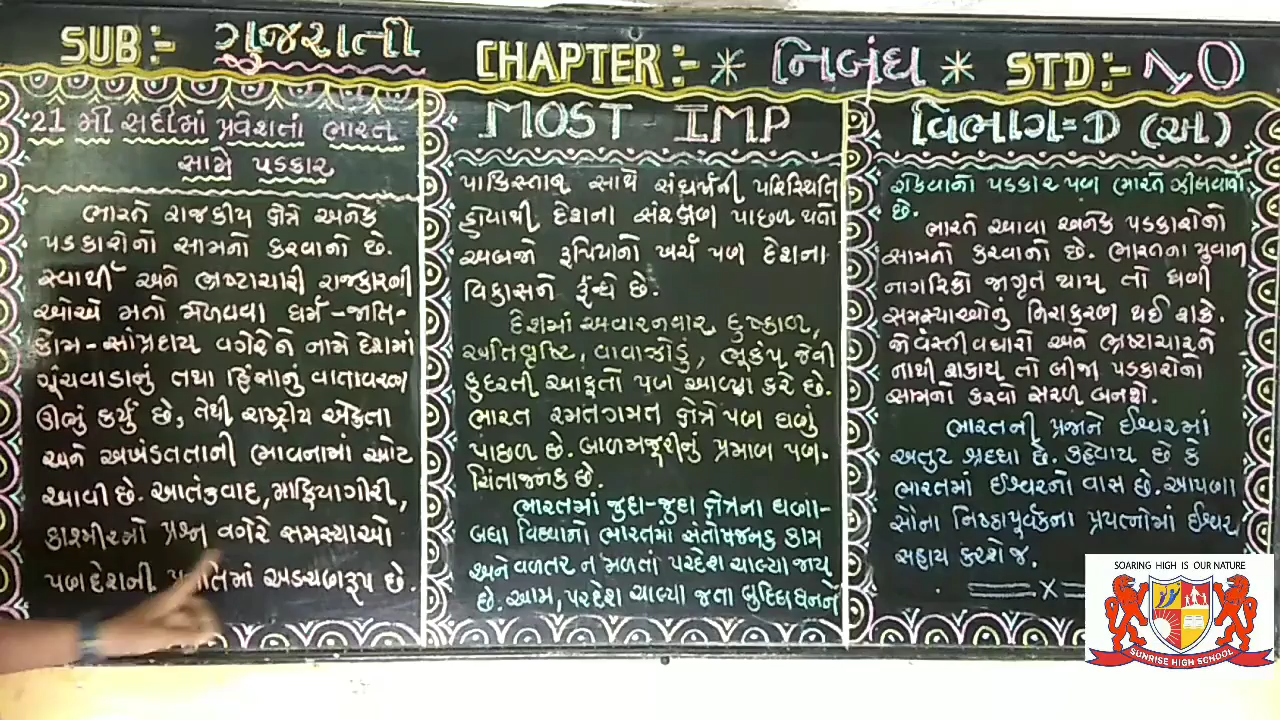 SUB:- ગુજરાતી
CHAPTER:- * નિબંધ *
STD:- 10
21 મી સદીમાં પ્રવેશતાં ભારત
સામે પડકાર
ભારતે રાજકીય ક્ષેત્રે અનેક
પડકારોનો સામનો કરવાનો છે.
સ્વાર્થી અને ભ્રષ્ટાચારી રાજકારણી
ઓએ મતો મેળવવા ધર્મ-જાતિ-
કોમ-સંપ્રદાય વગેરેને નામે દેશમાં
ધૃંચવાડાનું તથા હિંસાનું વાતાવરણ
ઊભું કર્યું છે, તેથી રાષ્ટ્રીય એકતા
અને અખંડતતાની ભાવનામાં ઓટ
આવી છે. આતંકવાદ, માફિયાગીરી,
કાશ્મીરનો પ્રશ્ન વગેરે સમસ્યાઓ
પણ દેશની માં અડચણરૂપ છે.
MOST IMP
પાકિસ્તાન સાથે સંઘર્ષની પરિસ્થિતિ
હોવાથી દેશના સંરક્ષણ પાછળ થતો
અબજો રૂપિયાનો ખર્ચ પણ દેશના
વિકાસને રૂંધે છે.
દેશમાં અવારનવાર દુષ્કાળ,
અતિવૃષ્ટિ, વાવાઝોડું, ભૂકંપ જેવી
કુદરતી આફતો પણ આવ્યા કરે છે.
ભારત રમતગમત ક્ષેત્રે પણ ઘણું
પાછળ છે. બાળમજૂરીનું પ્રમાણ પણ
ચિંતાજનક છે.
ભારતમાં જુદા-જુદા ક્ષેત્રના ઘણા-
બધા વિદ્વાનો ભારતમાં સંતોષજનક કામ
અને વળતર ન મળતાં પરદેશ ચાલ્યા જાય
છે. આમ, પરદેશ ચાલ્યા જતા બુદ્ધિધનને
વિભાગ=D (અ)
રોકવાનો પડકાર પણ ભારતે ઝીલવાનો
છે.
ભારતે આવા અનેક પડકારોનો
સામનો કરવાનો છે. ભારતના યુવાન
નાગરિકો જાગૃત થાય તો ઘણી
સમસ્યાઓનું નિરાકરણ થઈ શકે.
જો વસ્તીવધારો અને ભ્રષ્ટાચારને
નાથી શકાય તો બીજા પડકારોનો
સામનો કરવો સરળ બનશે.
ભારતની પ્રજાને ઈશ્વરમાં
અતુટ શ્રદ્ધા છે. કહેવાય છે કે
ભારતમાં ઈશ્વરનો વાસ છે. આપણા
સૌના નિષ્ઠાપૂર્વકના પ્રયત્નોમાં ઈશ્વર
સહાય કરશે જ.
x
SOARING HIGH IS OUR NATURE
SUNRISE HIGH SCHOOL